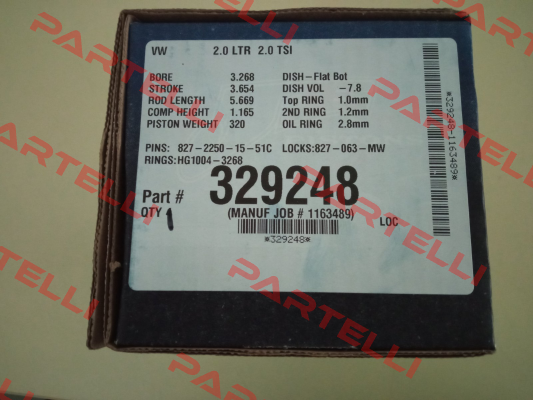 VW 2.0 LTR 2.0 TSI
BORE 3.268 DISH-Flat Bot
STROKE 3.654 DISH VOL -7.8
ROD LENGTH 5.669 Top RING 1.0mm
COMP HEIGHT 1.165 2ND RING 1.2mm
PISTON WEIGHT 320 OIL RING 2.8mm
PINS: 827-2250-15-51C LOCKS:827-063-MW
RINGS:HG1004-3268
Part # 329248
QTY 1 (MANUF JOB # 1163489) LOC
*329248*
*329248-1163489*
PARTELLI
PARTELLI
PARTELLI
PARTELLI
PARTELLI